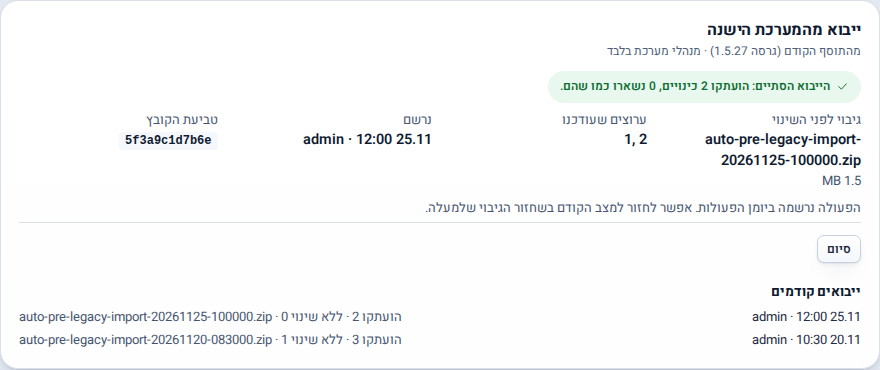 ייבוא מהמערכת הישנה
מהתוסף הקודם (גרסה 1.5.27) · מנהלי מערכת בלבד
הייבוא הסתיים: הועתקו 2 כינויים, 0 נשארו כמו שהם.
גיבוי לפני השינוי
auto-pre-legacy-import-
20261125-100000.zip
1.5 MB
ערוצים שעודכנו
1, 2
נרשם
25.11 12:00 · admin
טביעת הקובץ
5f3a9c1d7b6e
הפעולה נרשמה ביומן הפעולות. אפשר לחזור למצב הקודם בשחזור הגיבוי שלמעלה.
סיום
ייבואים קודמים
25.11 12:00 · admin הועתקו 2 · ללא שינוי 0 · auto-pre-legacy-import-20261125-100000.zip
20.11 10:30 · admin הועתקו 3 · ללא שינוי 1 · auto-pre-legacy-import-20261120-083000.zip